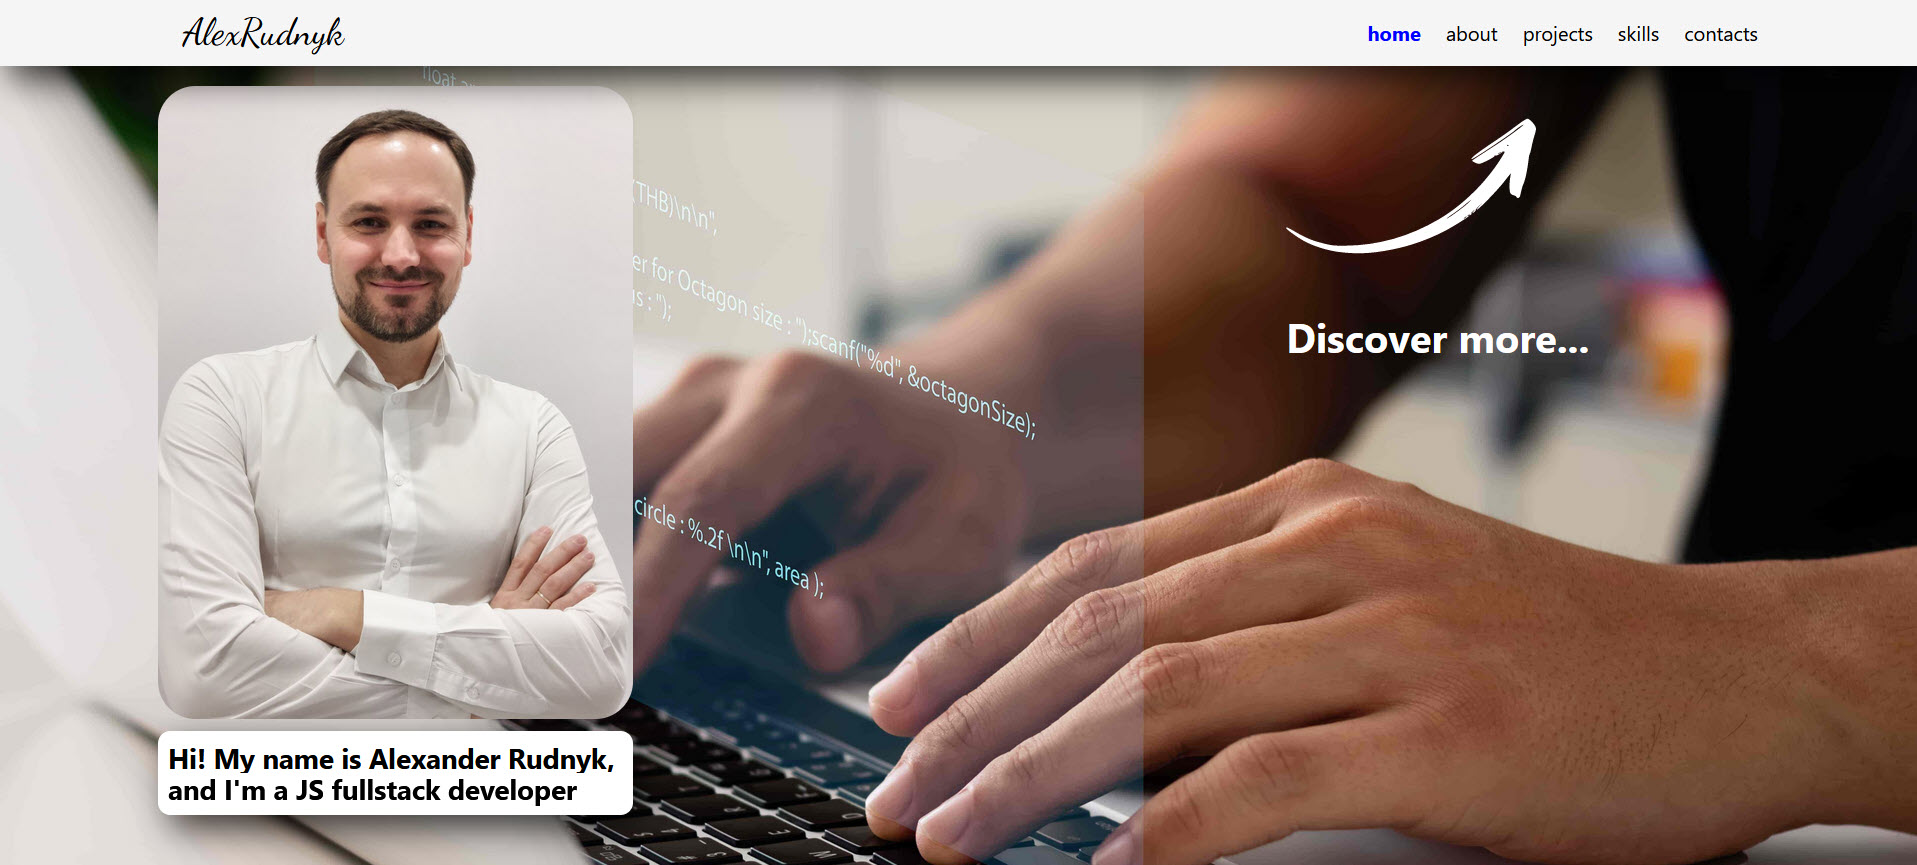 AlexRudnyk
home about projects skills contacts
float a
(THB)\n\n",
er for Octagon size : ");scanf("%d", &octagonSize);
us : ");
Discover more...
circle : %.2f \n\n", area );
Hi! My name is Alexander Rudnyk,
and I'm a JS fullstack developer